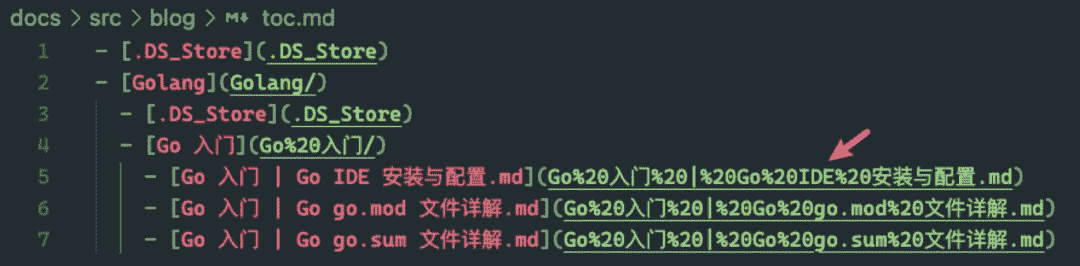 docs > src > blog > M↓ toc.md
1 - [.DS_Store](.DS_Store)
2 - [Golang](Golang/)
3 - [.DS_Store](.DS_Store)
4 - [Go 入门](Go%20入门/)
5 - [Go 入门 | Go IDE 安装与配置.md](Go%20入门%20|%20Go%20IDE%20安装与配置.md)
6 - [Go 入门 | Go go.mod 文件详解.md](Go%20入门%20|%20Go%20go.mod%20文件详解.md)
7 - [Go 入门 | Go go.sum 文件详解.md](Go%20入门%20|%20Go%20go.sum%20文件详解.md)